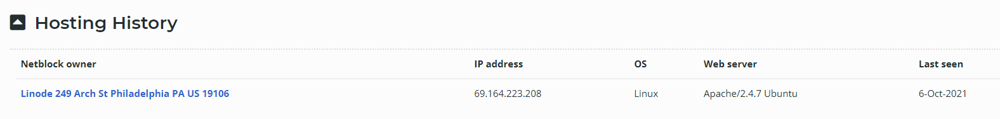 Hosting History
Netblock owner IP address OS Web server Last seen
Linode 249 Arch St Philadelphia PA US 19106 69.164.223.208 Linux Apache/2.4.7 Ubuntu 6-Oct-2021